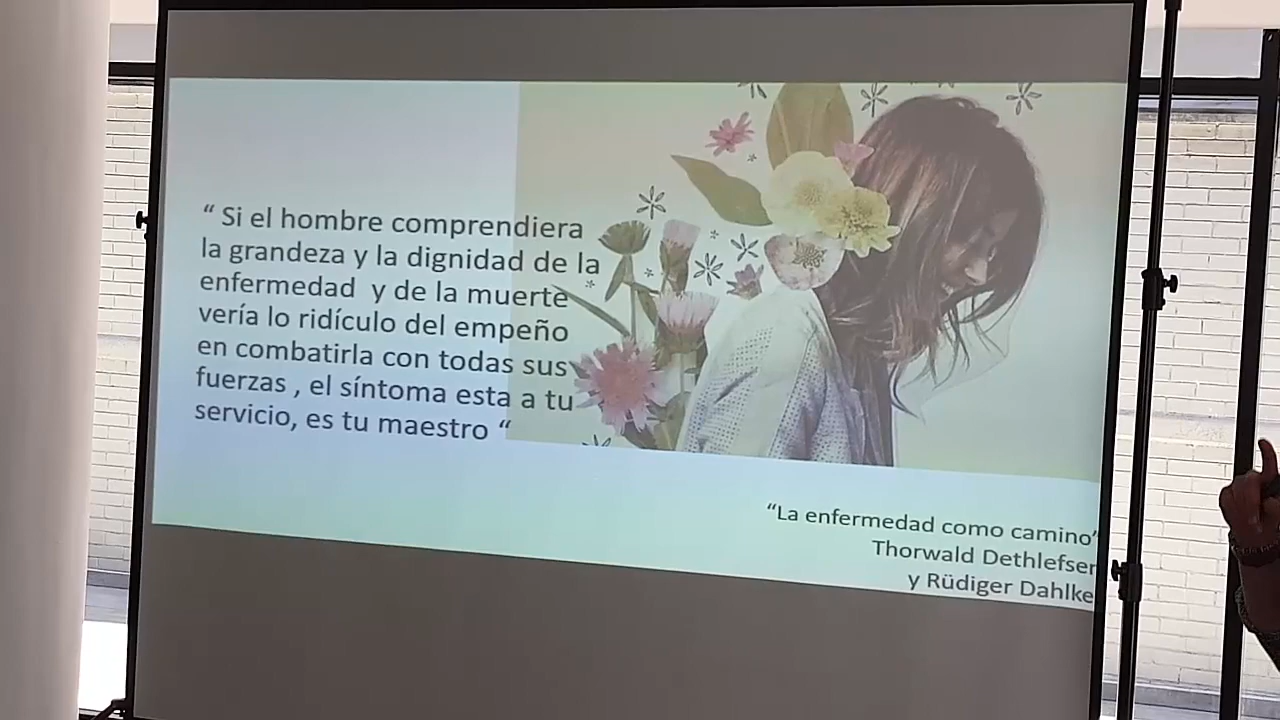 “ Si el hombre comprendiera
la grandeza y la dignidad de la
enfermedad y de la muerte
vería lo ridículo del empeño
en combatirla con todas sus
fuerzas , el síntoma esta a tu
servicio, es tu maestro “
“La enfermedad como camino”
Thorwald Dethlefsen
y Rüdiger Dahlke